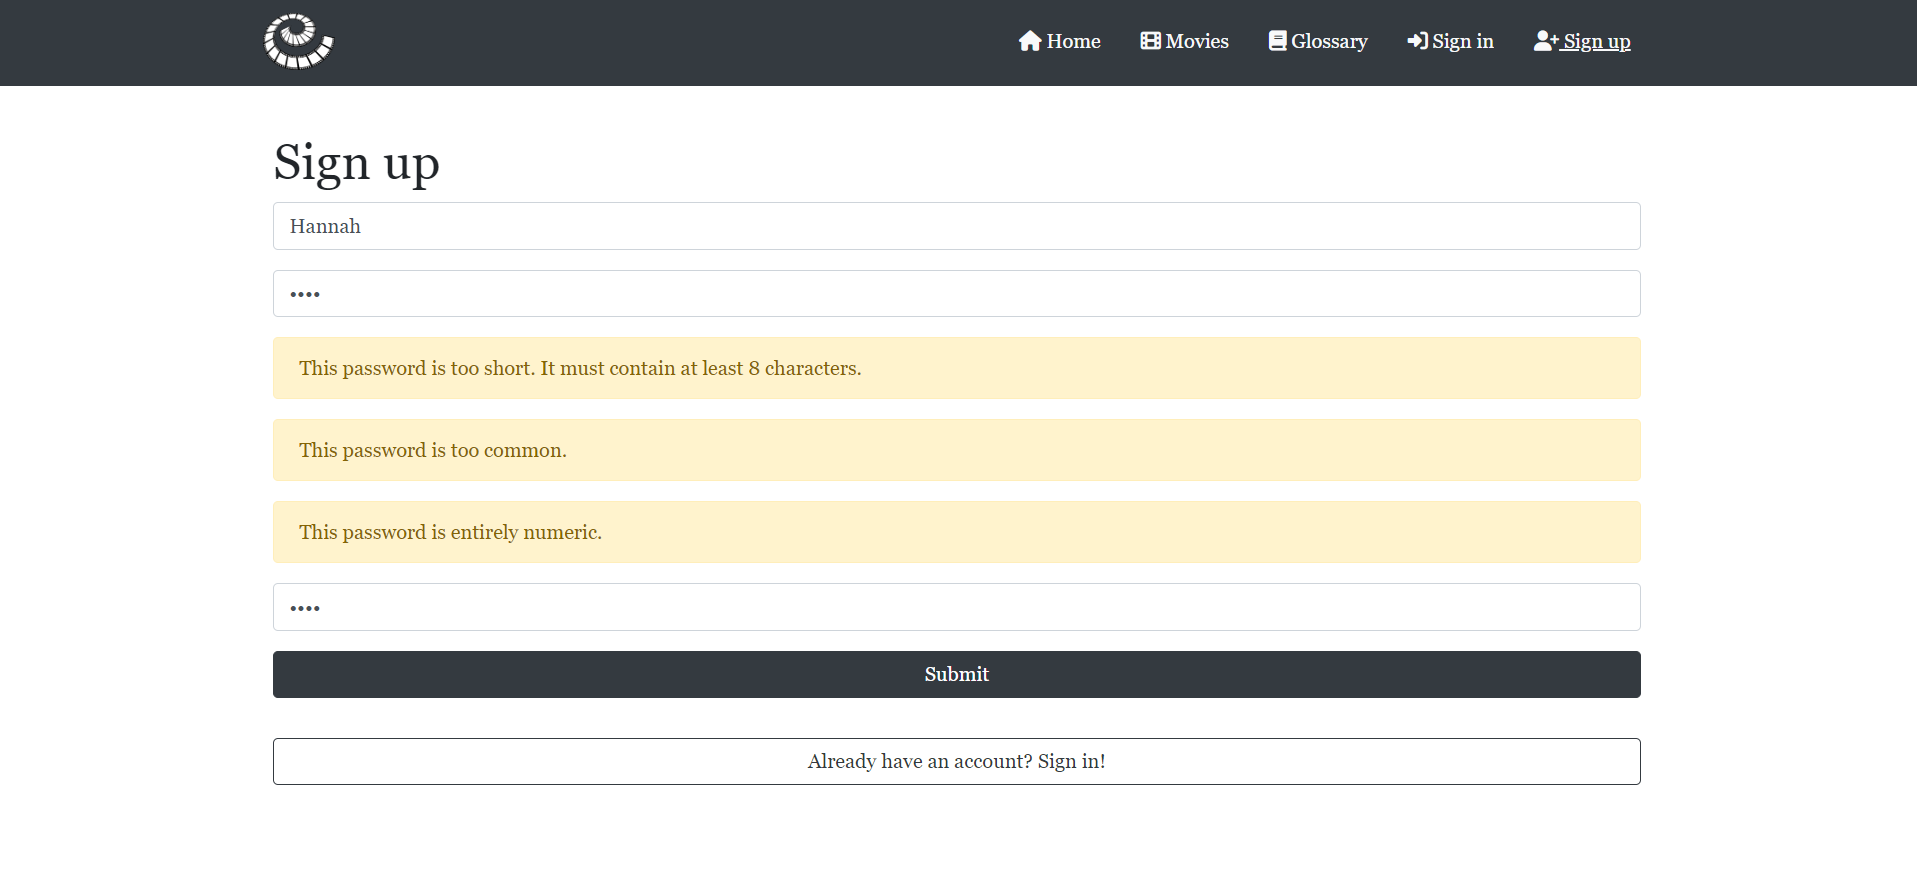 Home Movies Glossary Sign in Sign up
Sign up
Hannah
••••
This password is too short. It must contain at least 8 characters.
This password is too common.
This password is entirely numeric.
••••
Submit
Already have an account? Sign in!